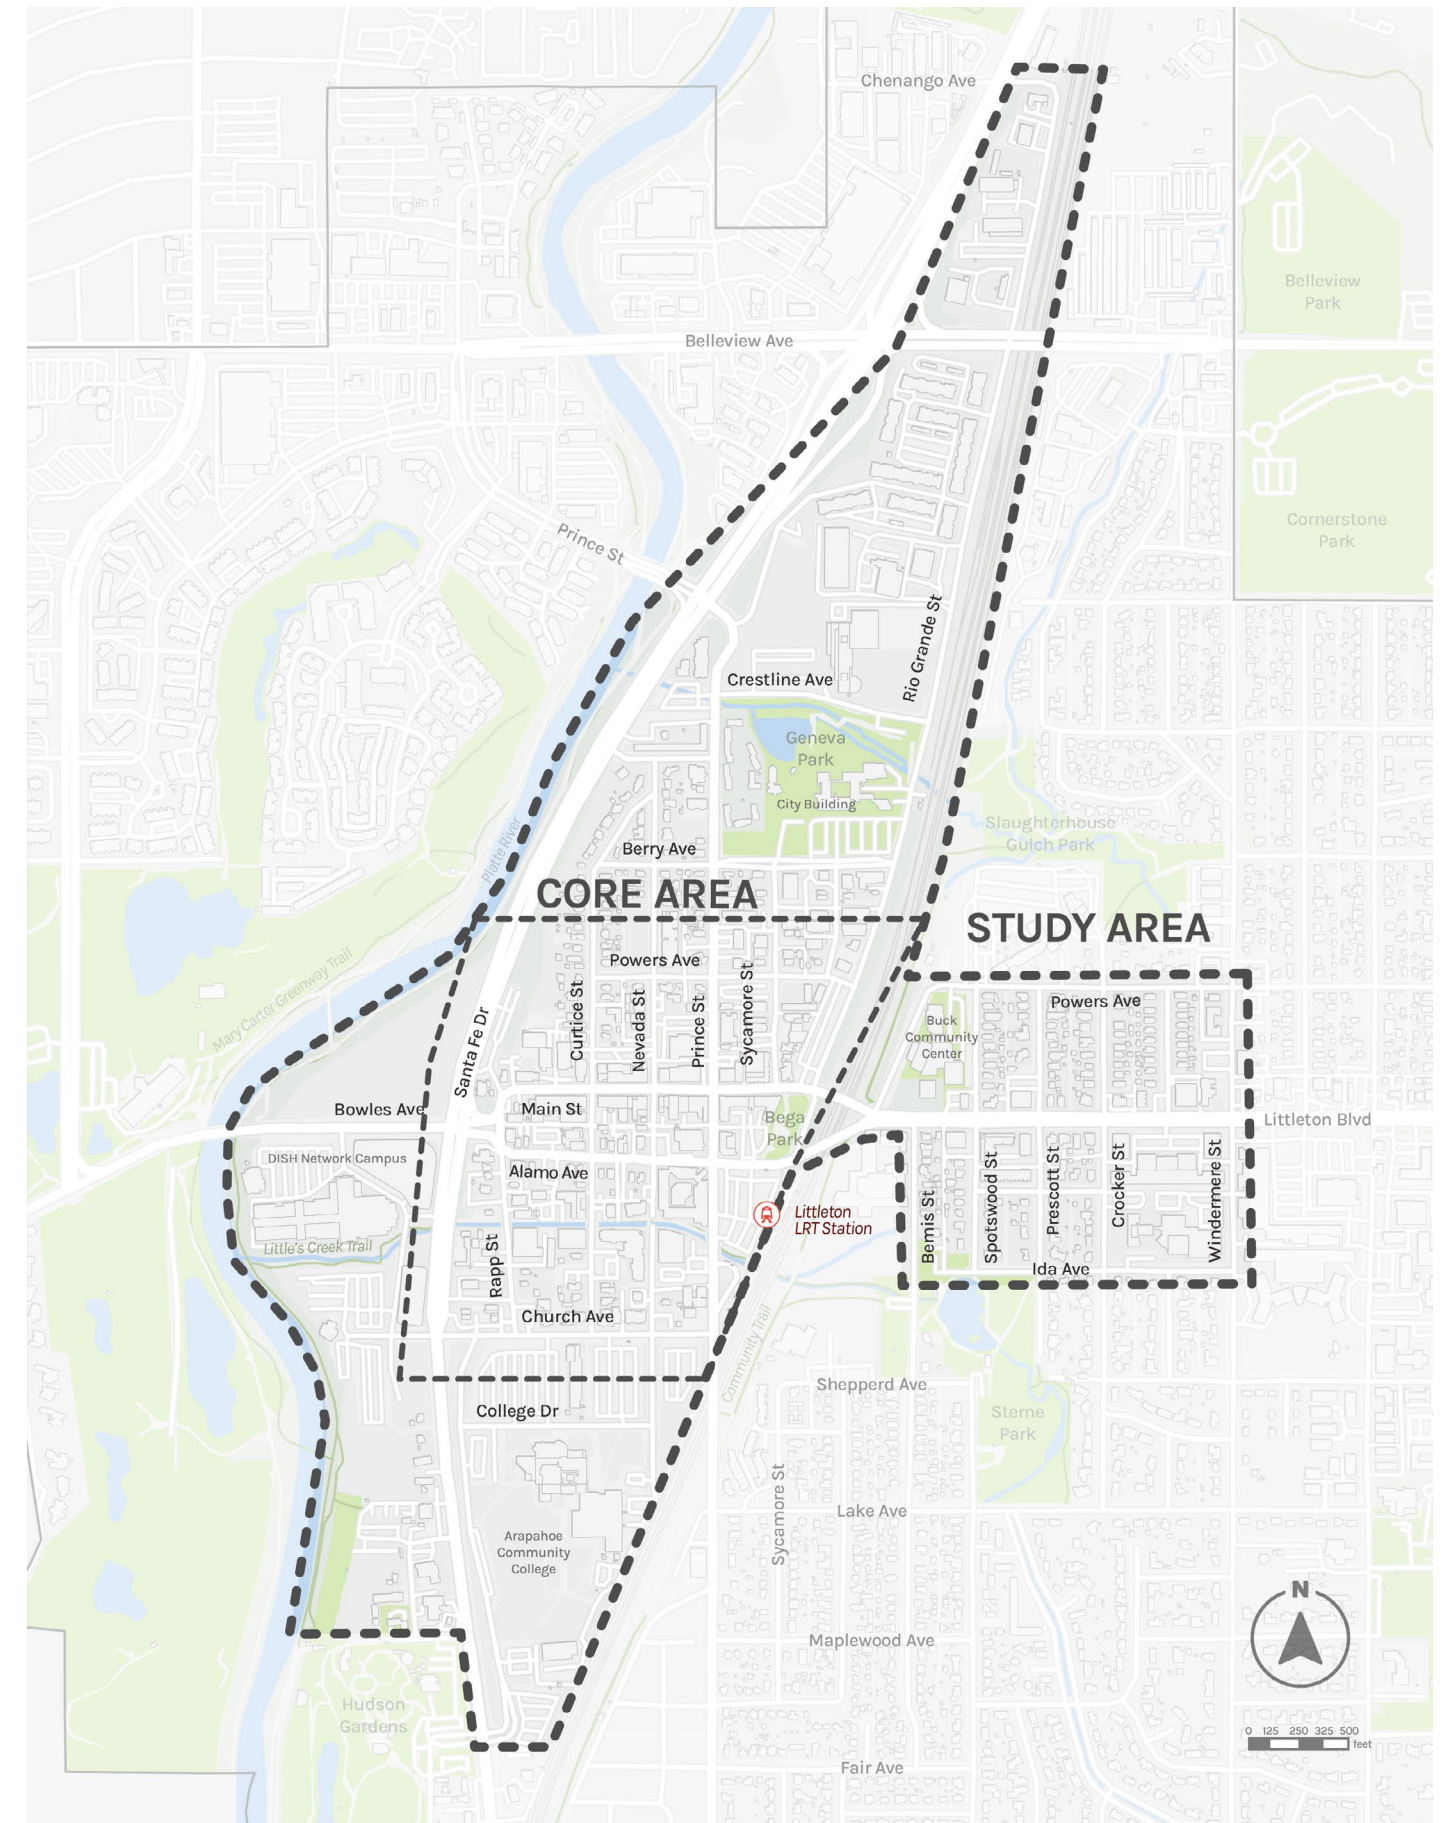 Chenango Ave
Belleview
Park
Belleview Ave
Cornerstone
Park
Prince St
Rio Grande St
Crestline Ave
Geneva
Park
City Building
Slaughterhouse
Gulch Park
Platte River
Berry Ave
CORE AREA
STUDY AREA
Mary Carter Greenway Trail
Powers Ave
Powers Ave
Curtice St
Nevada St
Prince St
Sycamore St
Santa Fe Dr
Buck
Community
Center
Bowles Ave
Main St
Bega
Park
Littleton Blvd
DISH Network Campus
Alamo Ave
Littleton
LRT Station
Bemis St
Spotswood St
Prescott St
Crocker St
Windermere St
Little's Creek Trail
Rapp St
Ida Ave
Church Ave
Community Trail
Shepperd Ave
College Dr
Sterne
Park
Sycamore St
Lake Ave
Arapahoe
Community
College
N
Maplewood Ave
Hudson
Gardens
0 125 250 325 500
feet
Fair Ave